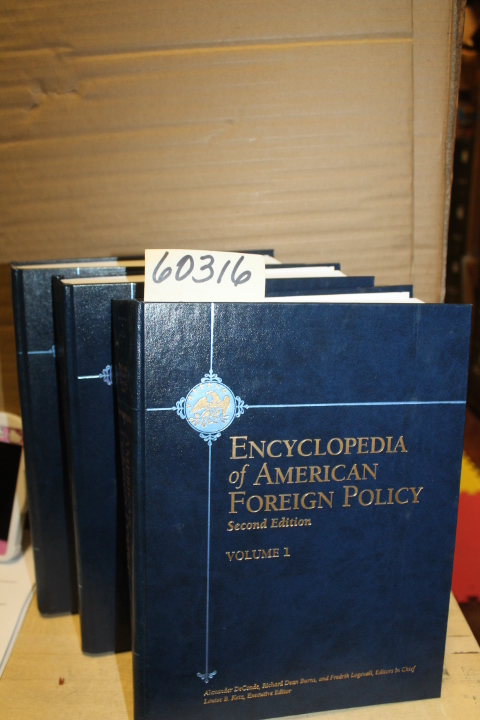 60316
ENCYCLOPEDIA
of AMERICAN
FOREIGN POLICY
Second Edition
VOLUME 1
Alexander DeConde, Richard Dean Burns, and Fredrik Logevall, Editors in Chief
Louise B. Ketz, Executive Editor